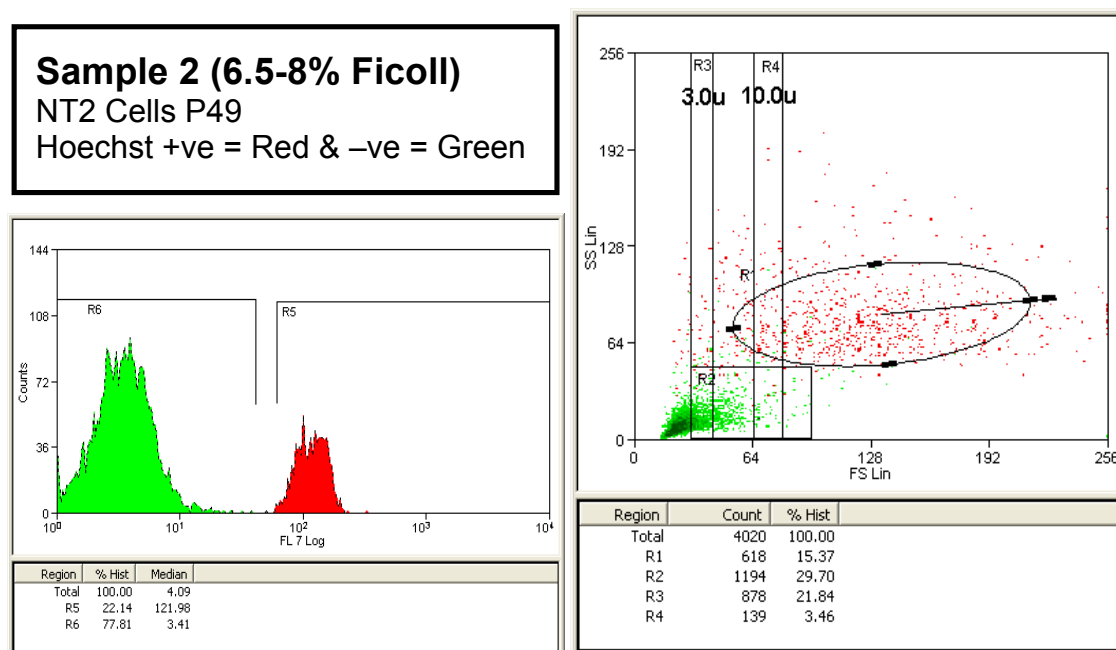 Sample 2 (6.5-8% Ficoll)
NT2 Cells P49
Hoechst +ve = Red & –ve = Green
144
108
72
36
0
Counts
R6
R5
10⁰ 10¹ 10² 10³ 10⁴
FL 7 Log
Region % Hist Median
Total 100.00 4.09
R5 22.14 121.98
R6 77.81 3.41
256
192
128
64
0
SS Lin
R3 R4
3.0u 10.0u
R1
R2
0 64 128 192 256
FS Lin
Region Count % Hist
Total 4020 100.00
R1 618 15.37
R2 1194 29.70
R3 878 21.84
R4 139 3.46